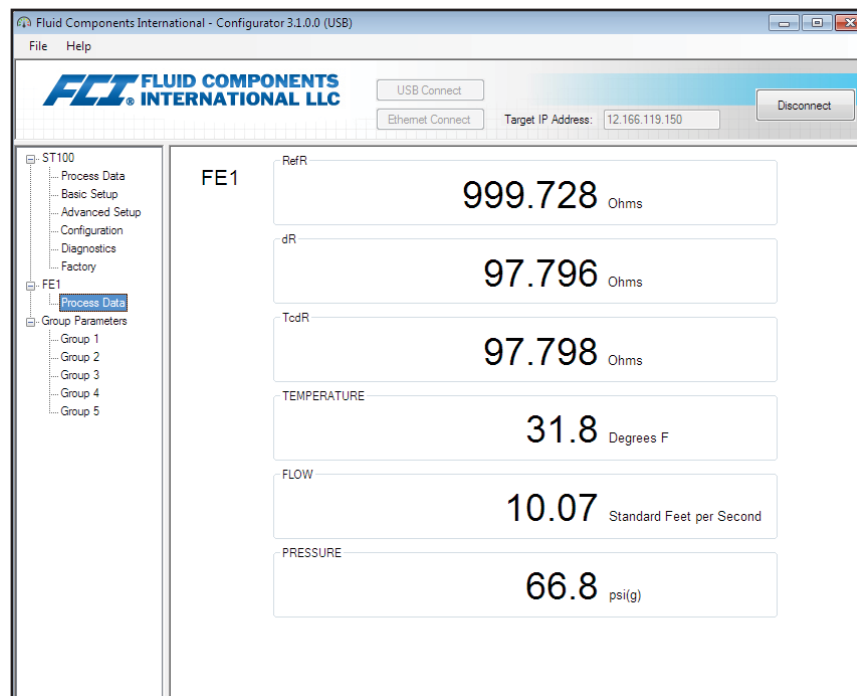 Fluid Components International - Configurator 3.1.0.0 (USB)
File Help
FCI® FLUID COMPONENTS
INTERNATIONAL LLC
USB Connect
Ethernet Connect
Target IP Address: 12.166.119.150
Disconnect
ST100
Process Data
Basic Setup
Advanced Setup
Configuration
Diagnostics
Factory
FE1
Process Data
Group Parameters
Group 1
Group 2
Group 3
Group 4
Group 5
FE1
RefR
999.728 Ohms
dR
97.796 Ohms
TcdR
97.798 Ohms
TEMPERATURE
31.8 Degrees F
FLOW
10.07 Standard Feet per Second
PRESSURE
66.8 psi(g)